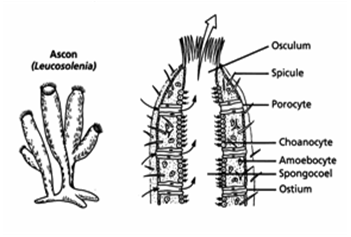 Ascon
(Leucosolenia)
Osculum
Spicule
Porocyte
Choanocyte
Amoebocyte
Spongocoel
Ostium